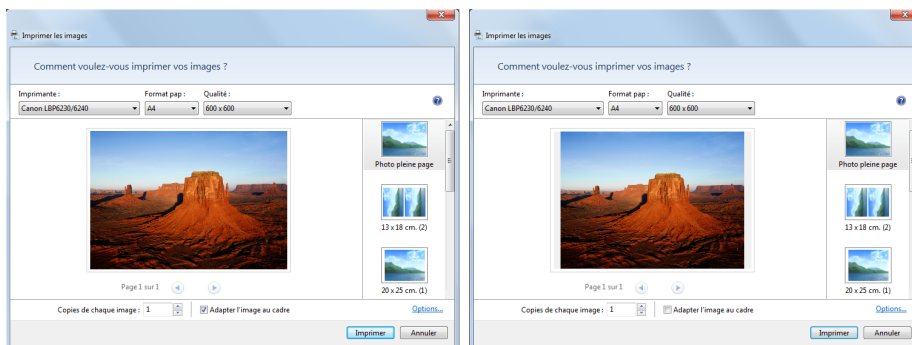 Imprimer les images
Comment voulez-vous imprimer vos images ?
Imprimante : Format pap : Qualité :
Canon LBP6230/6240 A4 600 x 600
Photo pleine page
13 x 18 cm. (2)
20 x 25 cm. (1)
Page 1 sur 1
Copies de chaque image : 1 Adapter l'image au cadre Options...
Imprimer Annuler
Imprimer les images
Comment voulez-vous imprimer vos images ?
Imprimante : Format pap : Qualité :
Canon LBP6230/6240 A4 600 x 600
Photo pleine page
13 x 18 cm. (2)
20 x 25 cm. (1)
Page 1 sur 1
Copies de chaque image : 1 Adapter l'image au cadre Options...
Imprimer Annuler